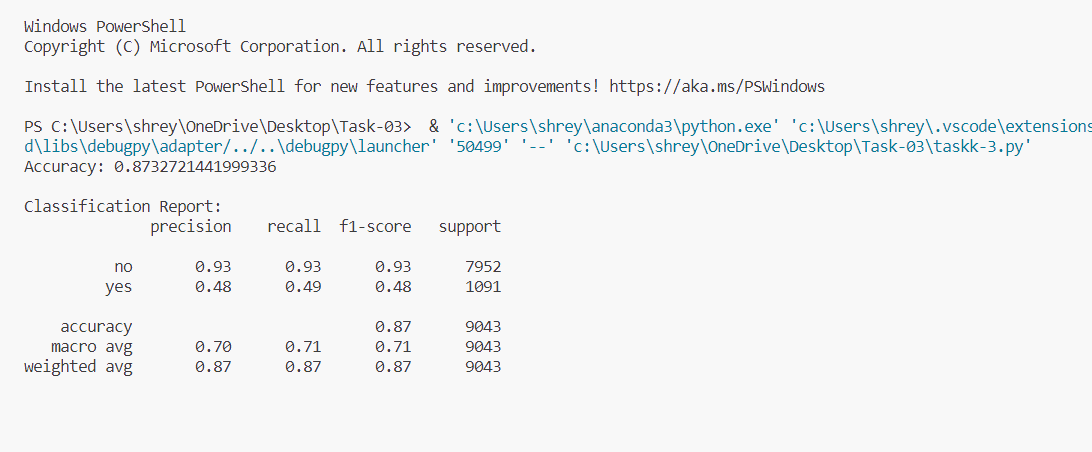 Windows PowerShell
Copyright (C) Microsoft Corporation. All rights reserved.
Install the latest PowerShell for new features and improvements! https://aka.ms/PSWindows
PS C:\Users\shrey\OneDrive\Desktop\Task-03>  & 'c:\Users\shrey\anaconda3\python.exe' 'c:\Users\shrey\.vscode\extensions
d\libs\debugpy\adapter/../..\debugpy\launcher' '50499' '--' 'c:\Users\shrey\OneDrive\Desktop\Task-03\taskk-3.py'
Accuracy: 0.8732721441999336
Classification Report:
              precision    recall  f1-score   support
          no       0.93      0.93      0.93      7952
         yes       0.48      0.49      0.48      1091
    accuracy                           0.87      9043
   macro avg       0.70      0.71      0.71      9043
weighted avg       0.87      0.87      0.87      9043